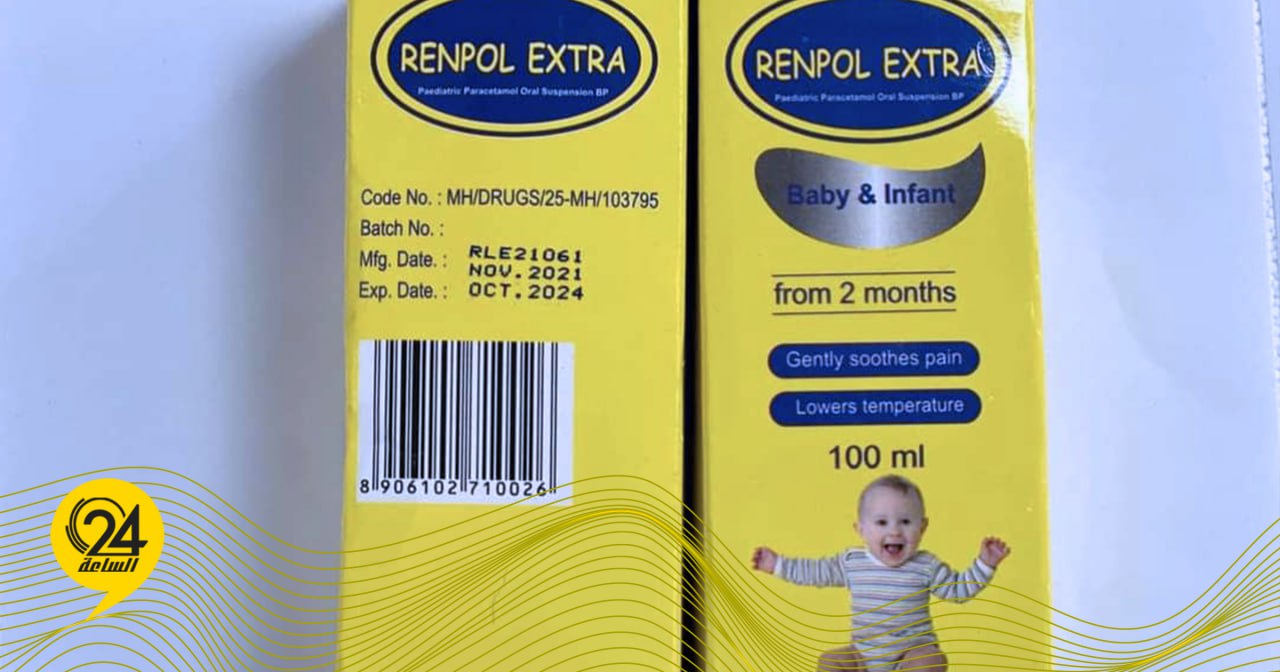 RENPOL EXTRA
Paediatric Paracetamol Oral Suspension BP
Code No. : MH/DRUGS/25-MH/103795
Batch No. :
RLE21061
Mfg. Date. :
NOV.2021
Exp. Date. :
OCT.2024
8 906102 710026
RENPOL EXTRA
Paediatric Paracetamol Oral Suspension BP
Baby & Infant
from 2 months
Gently soothes pain
Lowers temperature
100 ml
24
الساعة